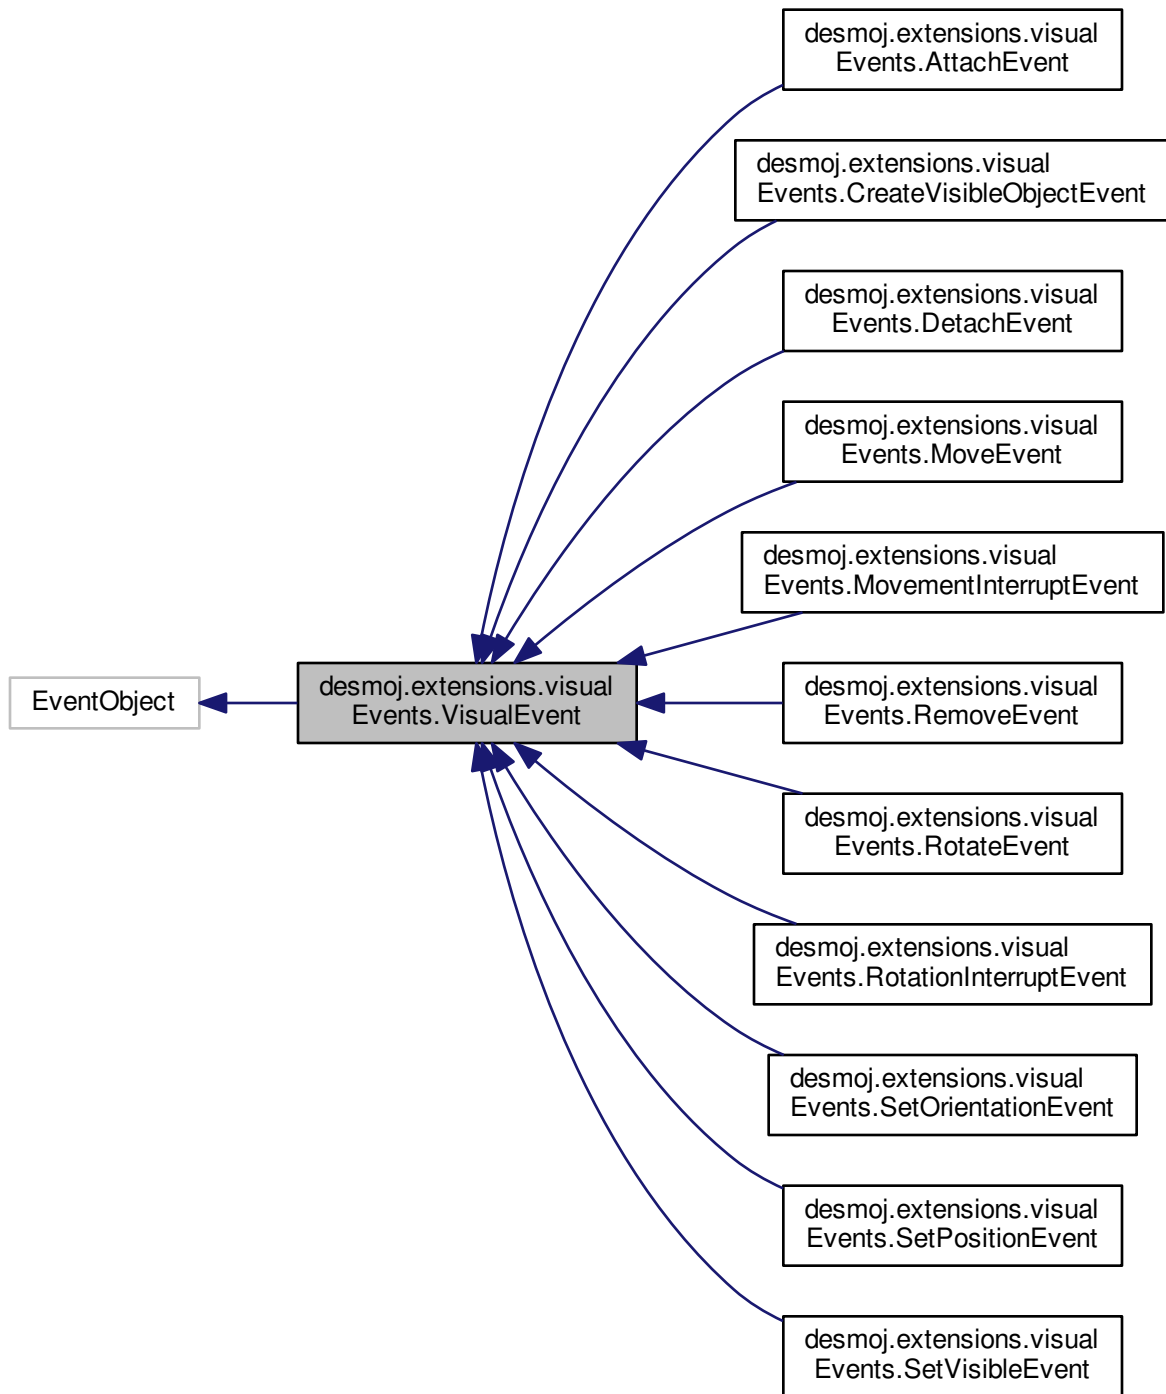 desmoj.extensions.visual
Events.AttachEvent
desmoj.extensions.visual
Events.CreateVisibleObjectEvent
desmoj.extensions.visual
Events.DetachEvent
desmoj.extensions.visual
Events.MoveEvent
desmoj.extensions.visual
Events.MovementInterruptEvent
EventObject
desmoj.extensions.visual
Events.VisualEvent
desmoj.extensions.visual
Events.RemoveEvent
desmoj.extensions.visual
Events.RotateEvent
desmoj.extensions.visual
Events.RotationInterruptEvent
desmoj.extensions.visual
Events.SetOrientationEvent
desmoj.extensions.visual
Events.SetPositionEvent
desmoj.extensions.visual
Events.SetVisibleEvent